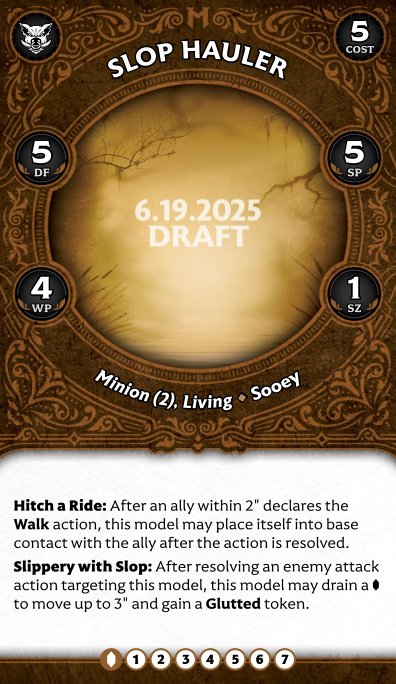 SLOP HAULER
5
COST
5
DF
5
SP
6.19.2025
DRAFT
4
WP
1
SZ
Minion (2), Living ♦ Sooey
Hitch a Ride: After an ally within 2" declares the
Walk action, this model may place itself into base
contact with the ally after the action is resolved.
Slippery with Slop: After resolving an enemy attack
action targeting this model, this model may drain a
to move up to 3" and gain a Glutted token.
1 2 3 4 5 6 7